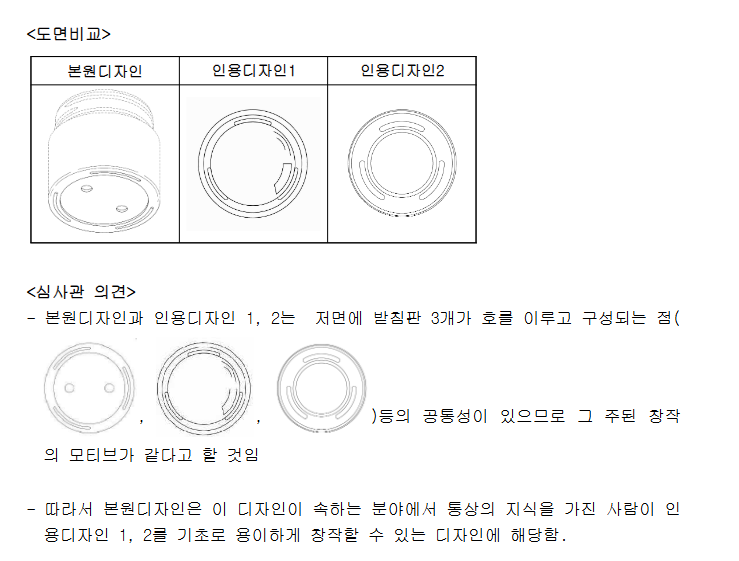 <도면비교>
본원디자인 인용디자인1 인용디자인2
<심사관 의견>
- 본원디자인과 인용디자인 1, 2는 저면에 받침판 3개가 호를 이루고 구성되는 점(
, , )등의 공통성이 있으므로 그 주된 창작
의 모티브가 같다고 할 것임
- 따라서 본원디자인은 이 디자인이 속하는 분야에서 통상의 지식을 가진 사람이 인
용디자인 1, 2를 기초로 용이하게 창작할 수 있는 디자인에 해당함.